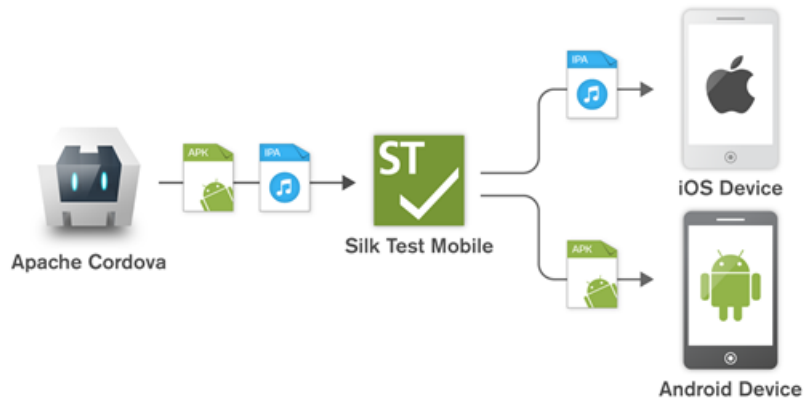 APK
IPA
ST
IPA
APK
Apache Cordova
Silk Test Mobile
iOS Device
Android Device